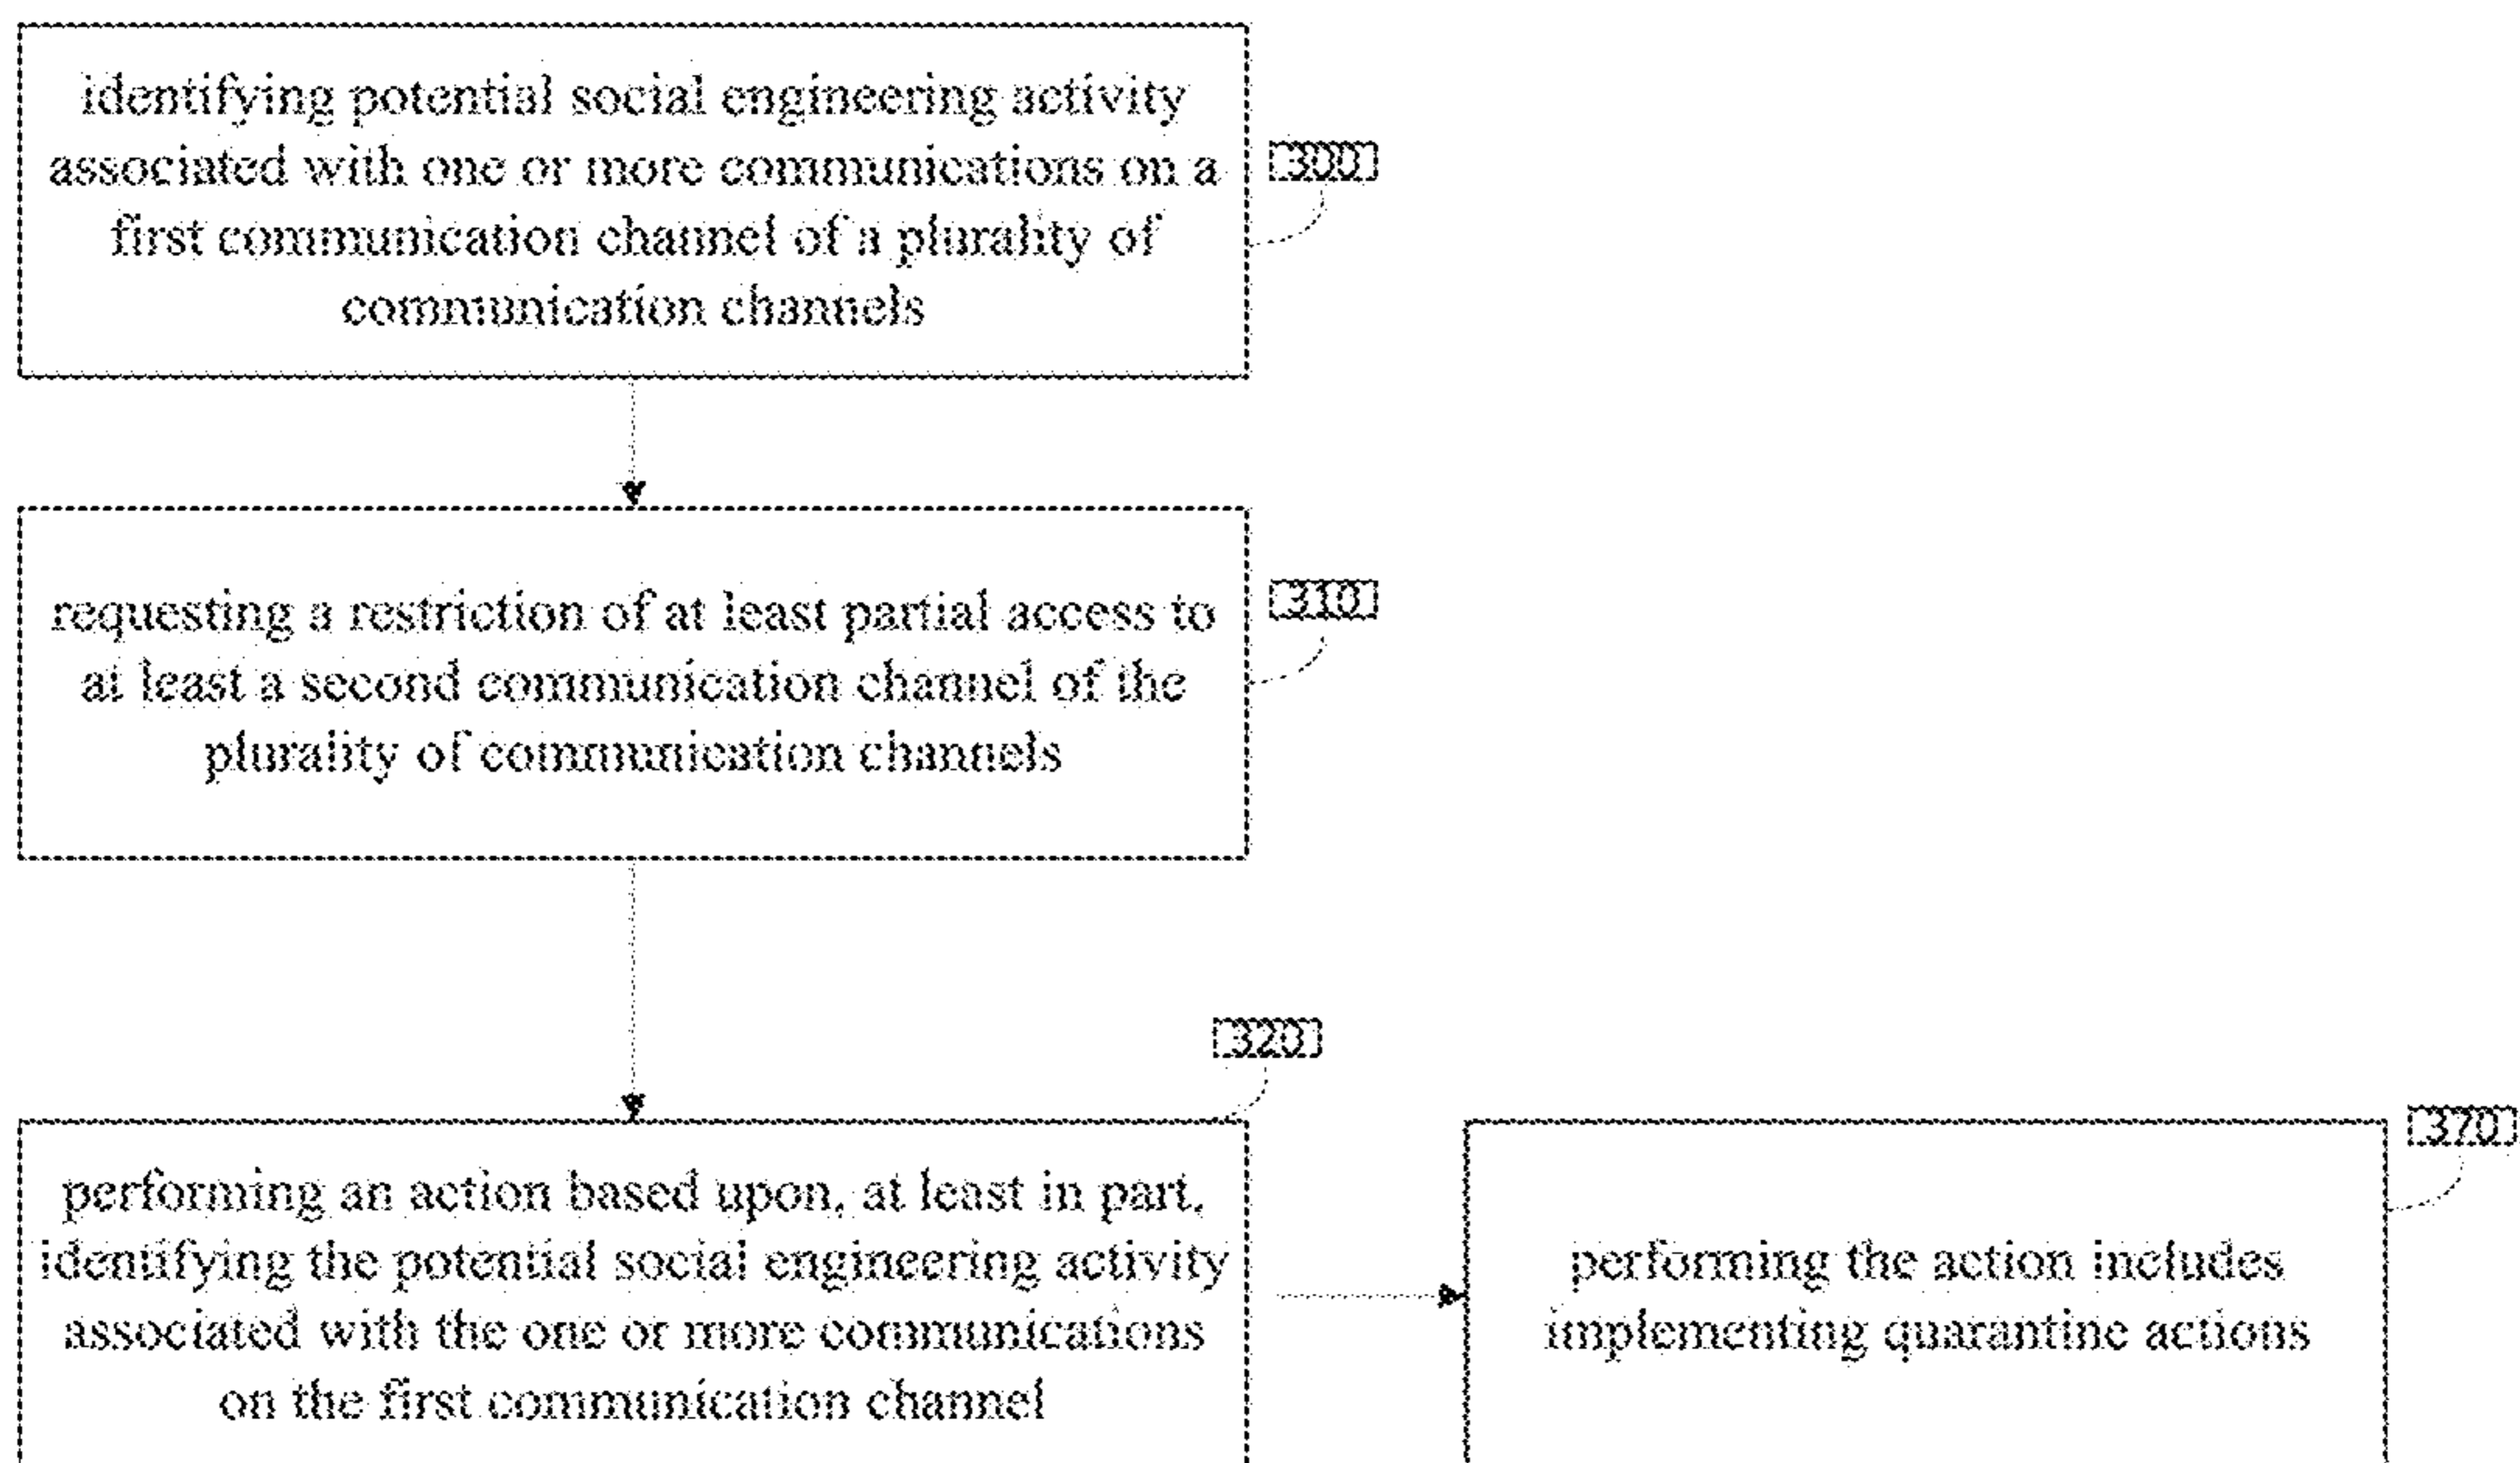 identifying potential social engineering activity
associated with one or more communications on a
first communication channel of a plurality of
communication channels
300
requesting a restriction of at least partial access to
at least a second communication channel of the
plurality of communication channels
310
320
performing an action based upon, at least in part,
identifying the potential social engineering activity
associated with the one or more communications
on the first communication channel
370
performing the action includes
implementing quarantine actions